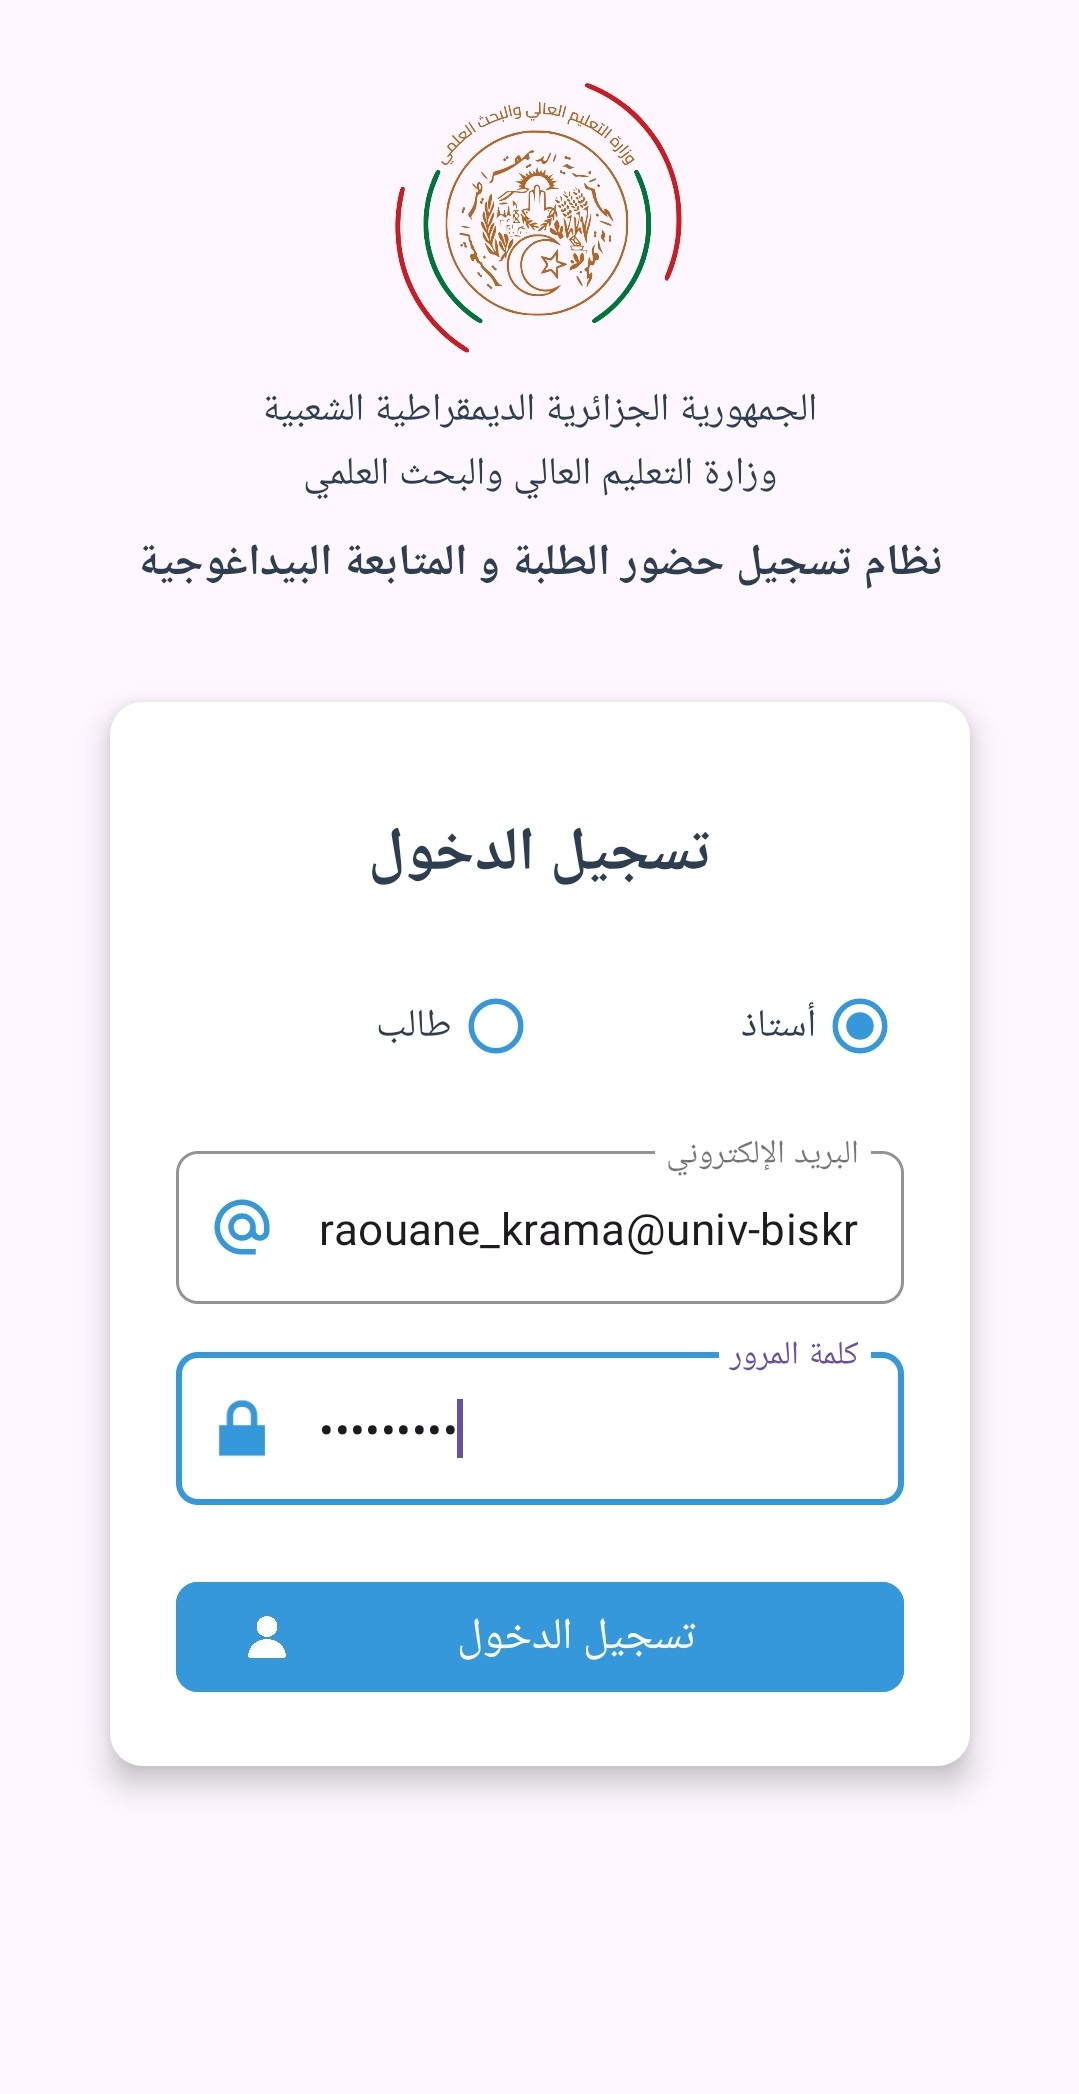 وزارة التعليم العالي والبحث العلمي
الجمهورية الجزائرية الديمقراطية الشعبية
وزارة التعليم العالي والبحث العلمي
نظام تسجيل حضور الطلبة و المتابعة البيداغوجية
تسجيل الدخول
أستاذ طالب
البريد الإلكتروني
raouane_krama@univ-biskr
كلمة المرور
•••••••••
تسجيل الدخول